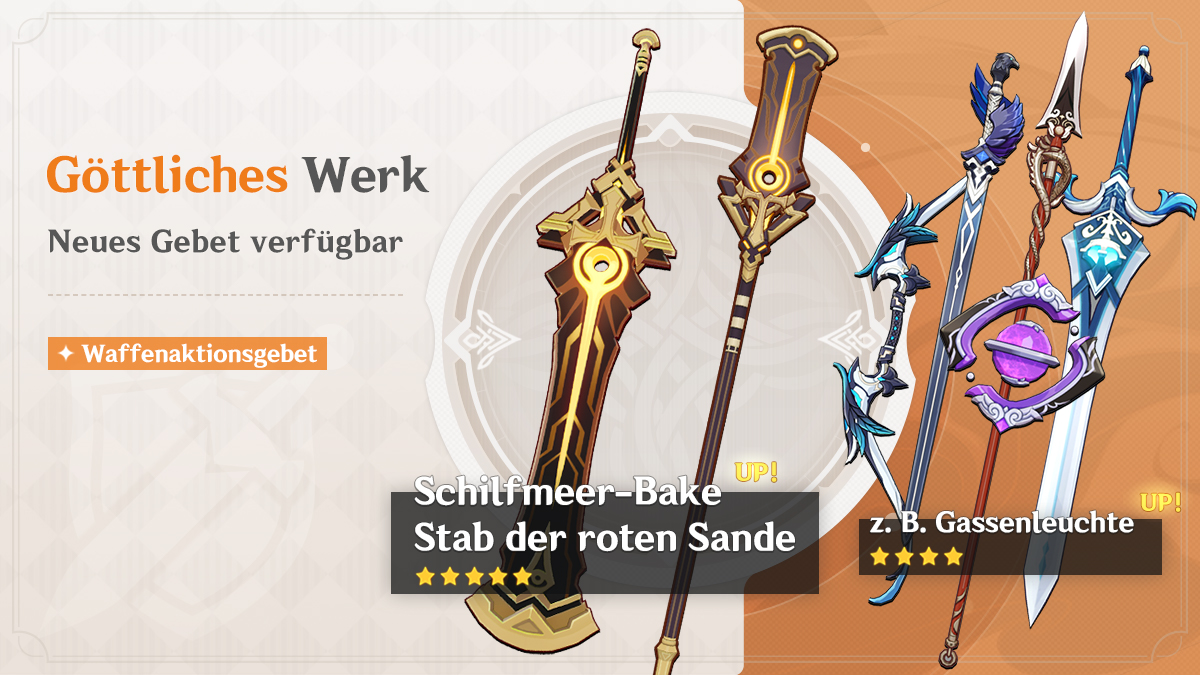 Göttliches Werk
Neues Gebet verfügbar
✦ Waffenaktionsgebet
UP!
Schilfmeer-Bake
Stab der roten Sande
UP!
z. B. Gassenleuchte